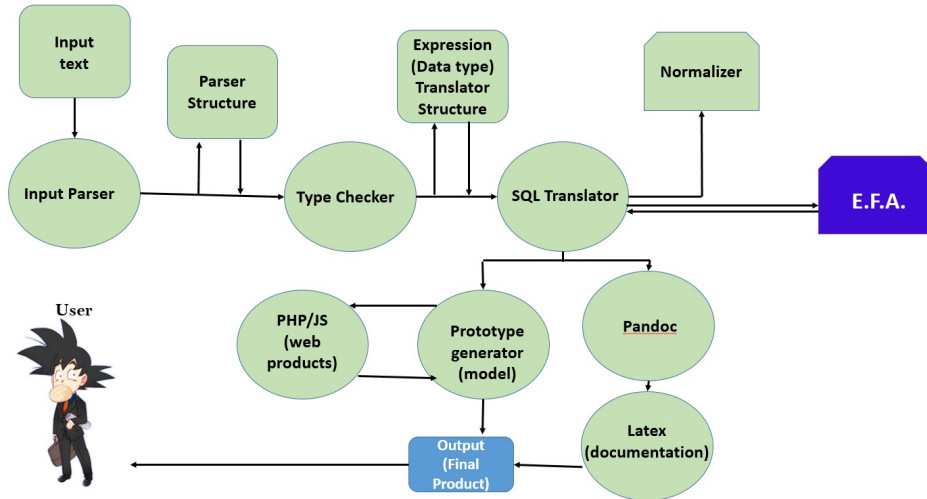 Input
text
Parser
Structure
Expression
(Data type)
Translator
Structure
Normalizer
Input Parser
Type Checker
SQL Translator
E.F.A.
User
PHP/JS
(web
products)
Prototype
generator
(model)
Pandoc
Latex
(documentation)
Output
(Final
Product)